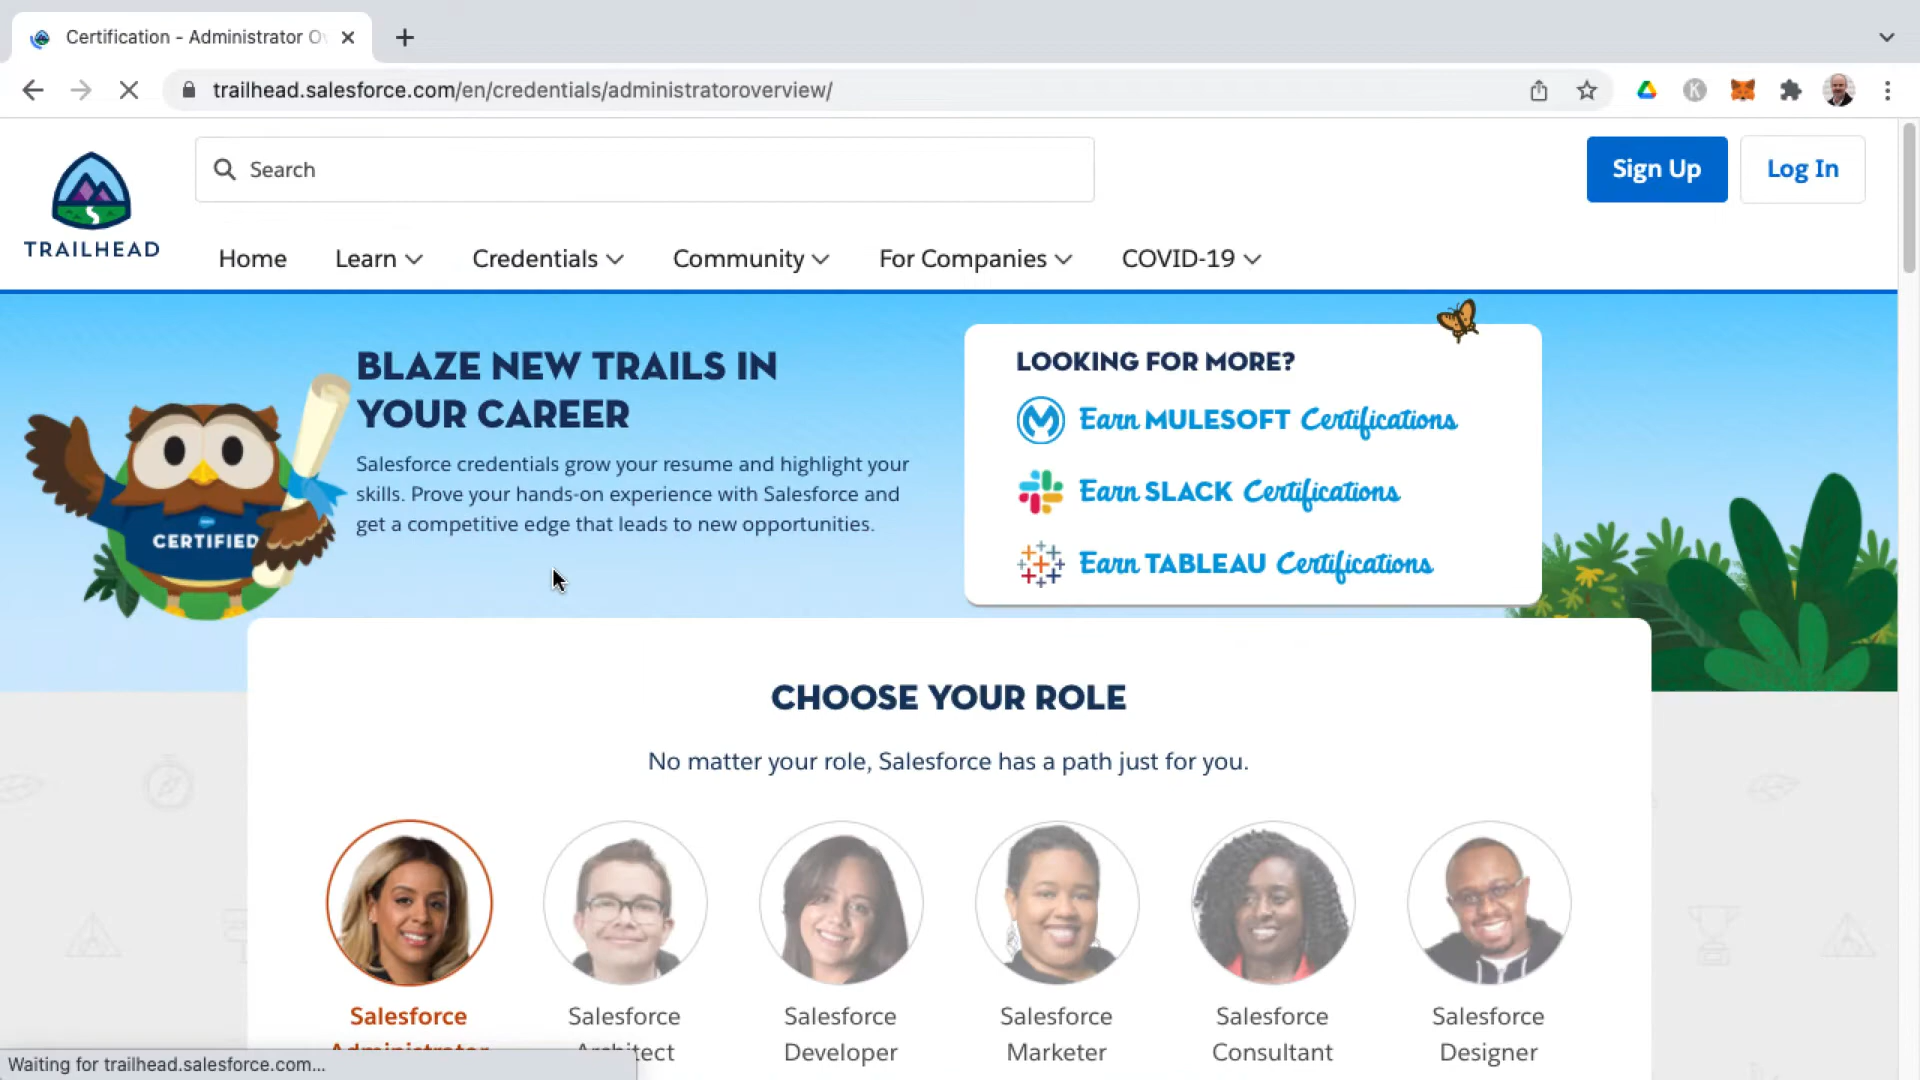 Certification - Administrator O
trailhead.salesforce.com/en/credentials/administratoroverview/
K
TRAILHEAD
Search
Sign Up
Log In
Home
Learn
Credentials
Community
For Companies
COVID-19
BLAZE NEW TRAILS IN
YOUR CAREER
Salesforce credentials grow your resume and highlight your
skills. Prove your hands-on experience with Salesforce and
get a competitive edge that leads to new opportunities.
CERTIFIED
LOOKING FOR MORE?
Earn MULESOFT Certifications
Earn SLACK Certifications
Earn TABLEAU Certifications
CHOOSE YOUR ROLE
No matter your role, Salesforce has a path just for you.
Salesforce
Administrator
Salesforce
Architect
Salesforce
Developer
Salesforce
Marketer
Salesforce
Consultant
Salesforce
Designer
Waiting for trailhead.salesforce.com...